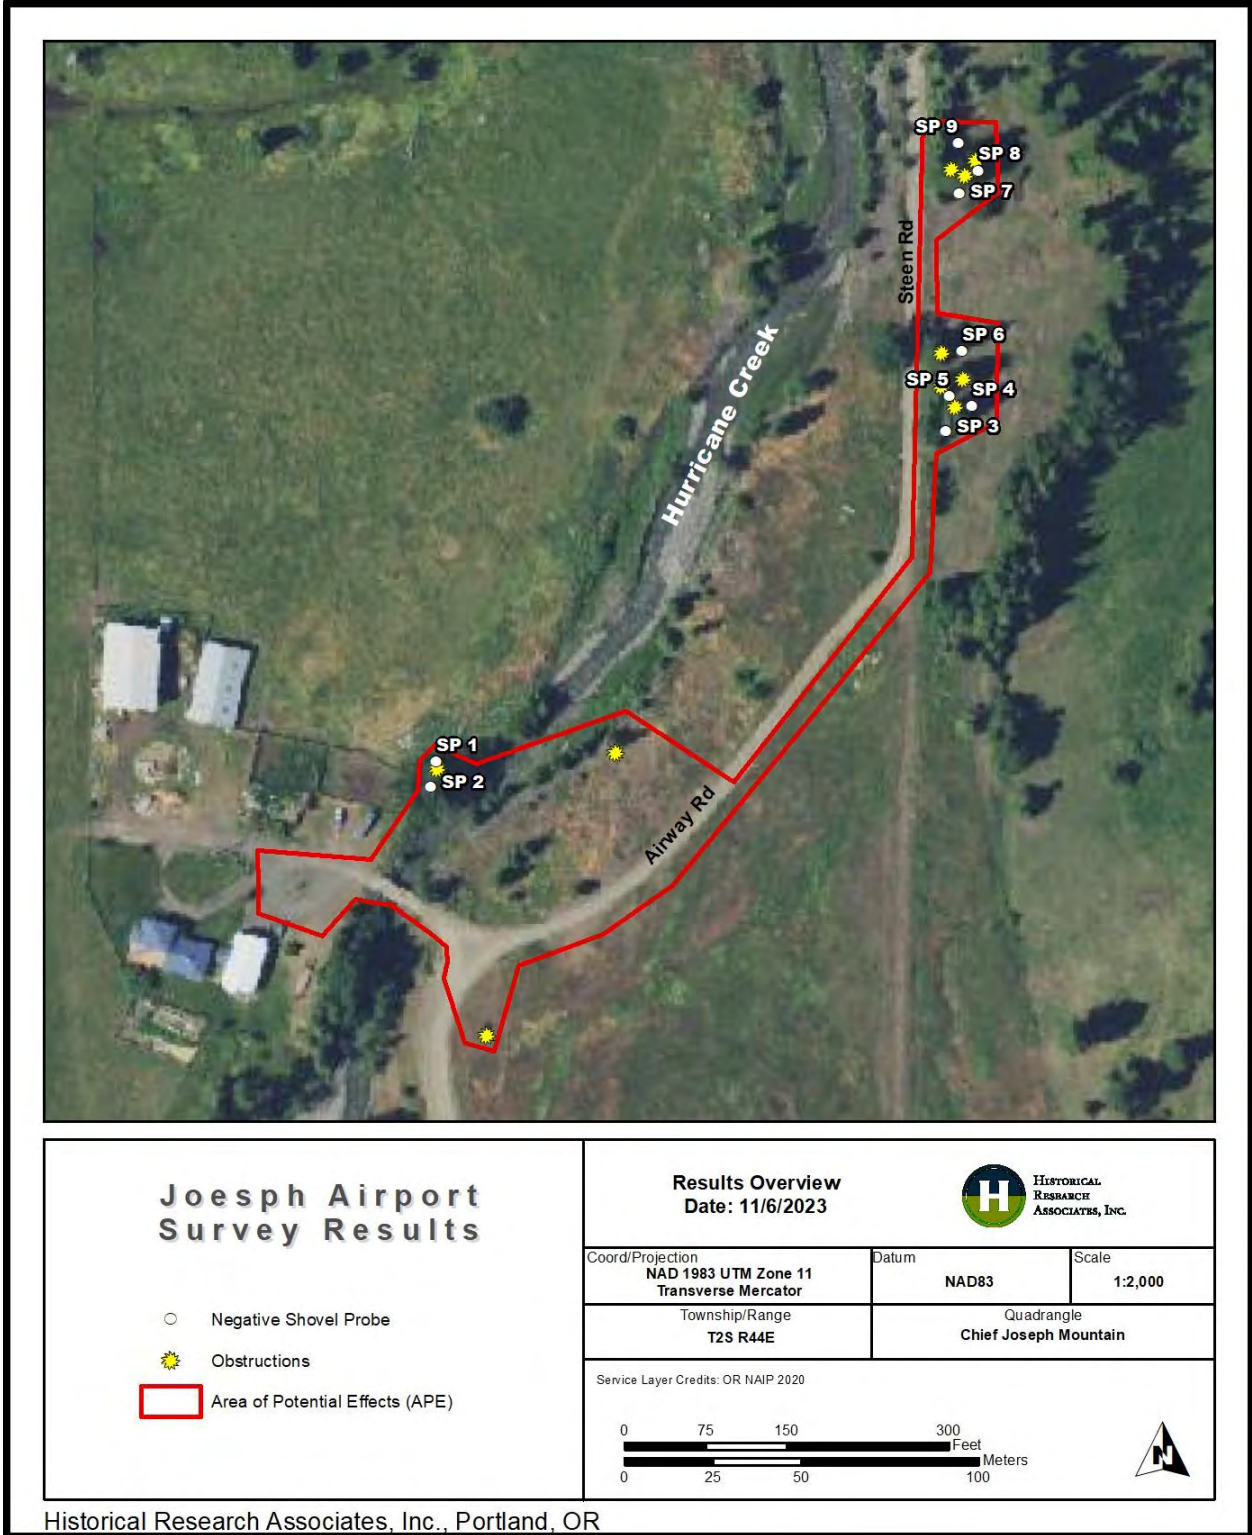 SP 9
SP 8
SP 7
Steen Rd
SP 6
SP 5
SP 4
SP 3
Hurricane Creek
SP 1
SP 2
Airway Rd
Joesph Airport
Survey Results
Negative Shovel Probe
Obstructions
Area of Potential Effects (APE)
Results Overview
Date: 11/6/2023
H
HISTORICAL
RESEARCH
ASSOCIATES, INC.
Coord/Projection
NAD 1983 UTM Zone 11
Transverse Mercator
Datum
NAD83
Scale
1:2,000
Township/Range
T2S R44E
Quadrangle
Chief Joseph Mountain
Service Layer Credits: OR NAIP 2020
0 75 150 300
Feet
Meters
0 25 50 100
N
Historical Research Associates, Inc., Portland, OR